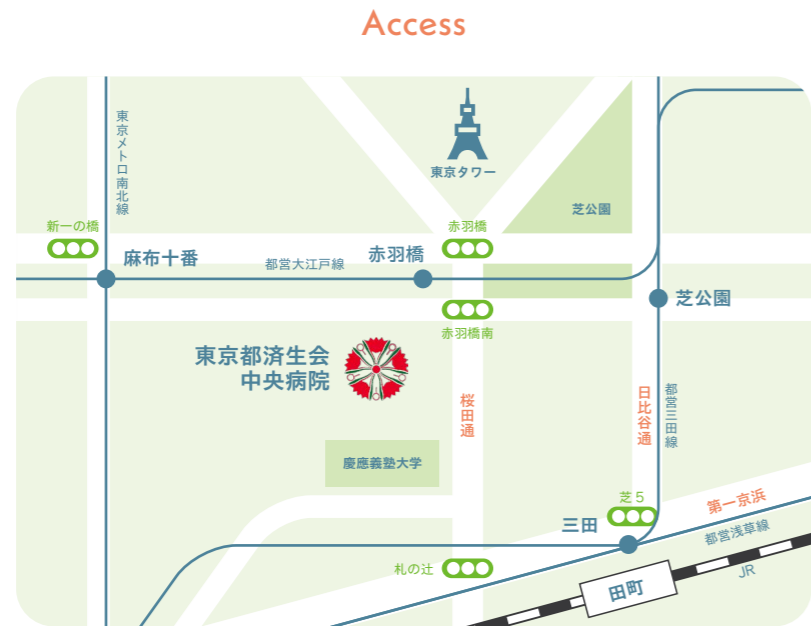 Access
東京メトロ南北線
東京タワー
芝公園
新一の橋
赤羽橋
麻布十番
都営大江戸線
赤羽橋
芝公園
赤羽橋南
東京都済生会
中央病院
桜田通
日比谷通
都営三田線
慶應義塾大学
芝5
第一京浜
三田
都営浅草線
札の辻
JR
田町